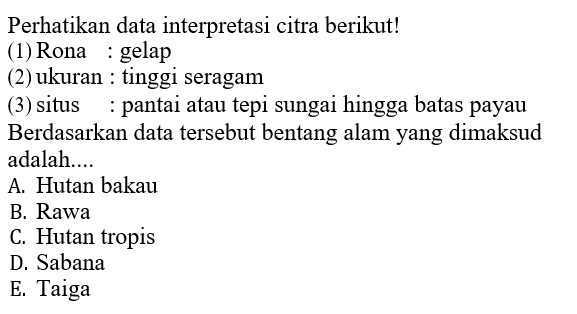 Perhatikan data interpretasi citra berikut!
(1) Rona : gelap
(2) ukuran : tinggi seragam
(3) situs : pantai atau tepi sungai hingga batas payau
Berdasarkan data tersebut bentang alam yang dimaksud
adalah....
A. Hutan bakau
B. Rawa
C. Hutan tropis
D. Sabana
E. Taiga